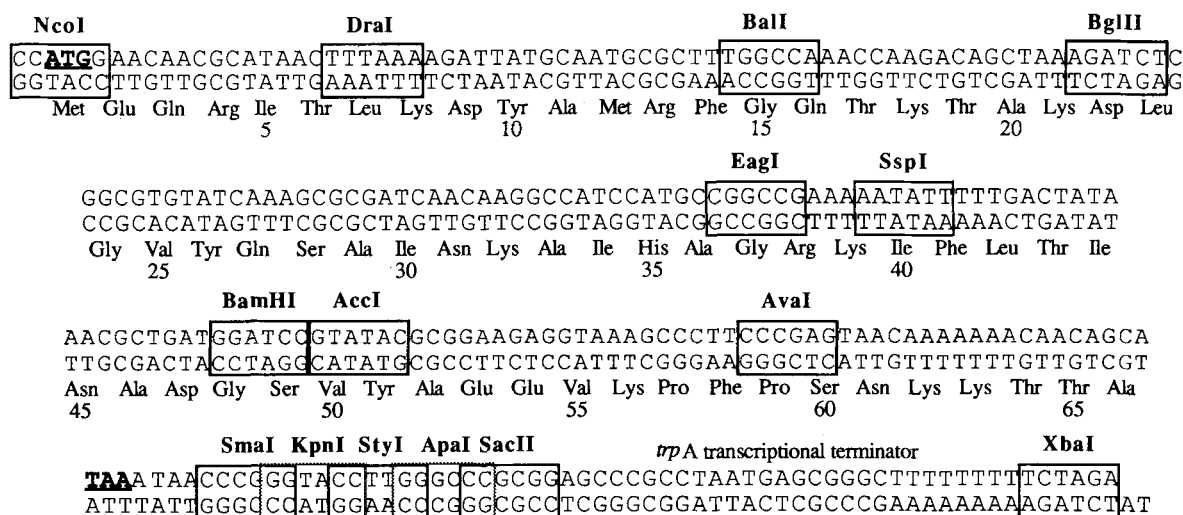 NcoI DraI BalI BglII
CCATGGAACAACGCATAACTTTAAAAGATTATGCAATGCGCTTTGGCCAAACCAAGACAGCTAAAGATCTC
GGTACCTTGTTGCGTATTGAAATTTTCTAATACGTTACGCGAAACCGGTTTGGTTCTGTCGATTTCTAGAG
Met Glu Gln Arg Ile Thr Leu Lys Asp Tyr Ala Met Arg Phe Gly Gln Thr Lys Thr Ala Lys Asp Leu
5 10 15 20
EagI SspI
GGCGTGTATCAAAGCGCGATCAACAAGGCCATCCATGCCGGCCGAAAAATATTTTTGACTATA
CCGCACATAGTTTCGCGCTAGTTGTTCCGGTAGGTACGGCCGGCTTTTTATAAAAACTGATAT
Gly Val Tyr Gln Ser Ala Ile Asn Lys Ala Ile His Ala Gly Arg Lys Ile Phe Leu Thr Ile
25 30 35 40
BamHI AccI AvaI
AACGCTGATGGATCCGTATACGCGGAAGAGGTAAAGCCCTTCCCGAGTAACAAAAAAACAACAGCA
TTGCGACTACCTAGGCATATGCGCCTTCTCCATTTCGGGAAGGGCTCATTGTTTTTTTGTTGTCGT
Asn Ala Asp Gly Ser Val Tyr Ala Glu Glu Val Lys Pro Phe Pro Ser Asn Lys Lys Thr Thr Ala
45 50 55 60 65
SmaI KpnI StyI ApaI SacII trp A transcriptional terminator XbaI
TAAATAACCCGGGTACCTTGGGCCCGCGGAGCCCGCCTAATGAGCGGGCTTTTTTTTTCTAGA
ATTTATTGGGCCCATGGAACCCGGGCGCCTCGGGCGGATTACTCGCCCGAAAAAAAAAGATCTAT